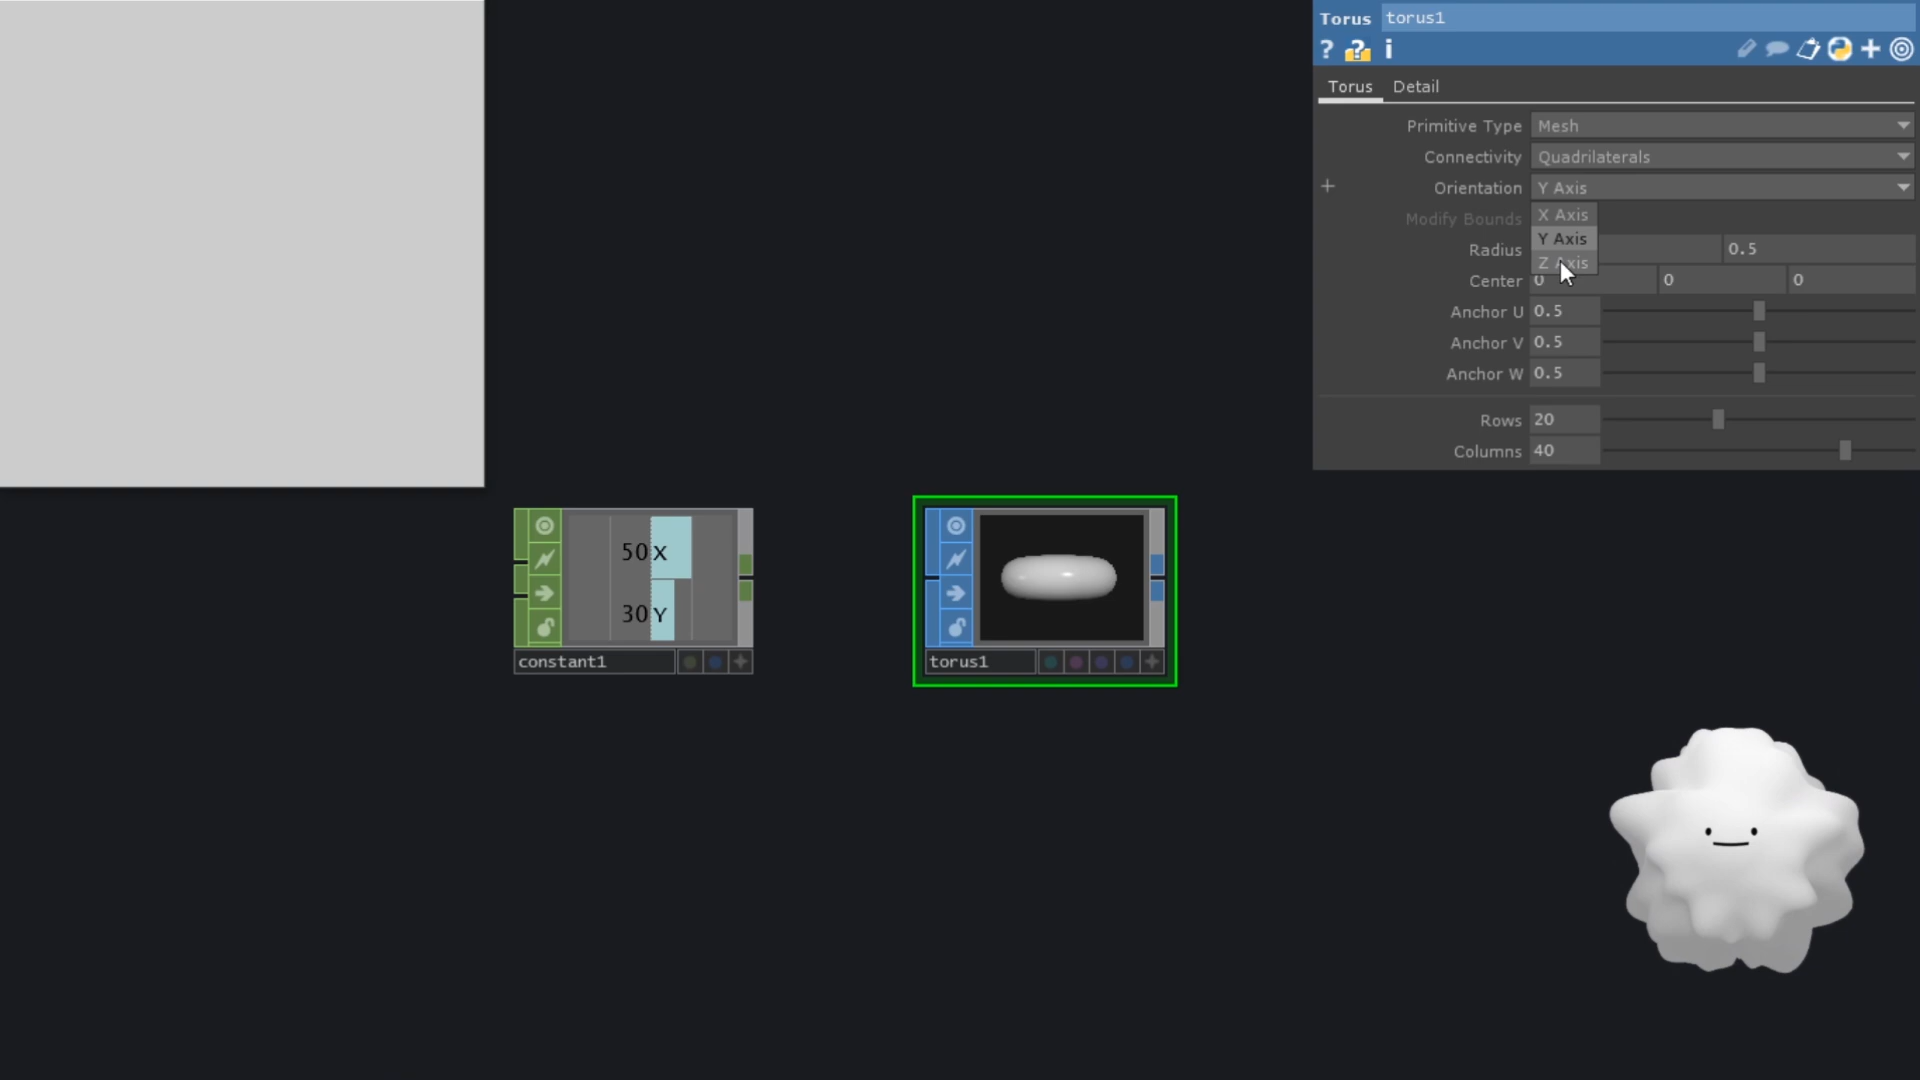 Torus torus1
? ? i
Torus Detail
Primitive Type Mesh
Connectivity Quadrilaterals
+ Orientation Y Axis
Modify Bounds X Axis
Y Axis
Radius 0.5
Z Axis
Center 0 0 0
Anchor U 0.5
Anchor V 0.5
Anchor W 0.5
Rows 20
Columns 40
50 X
30 Y
constant1
torus1